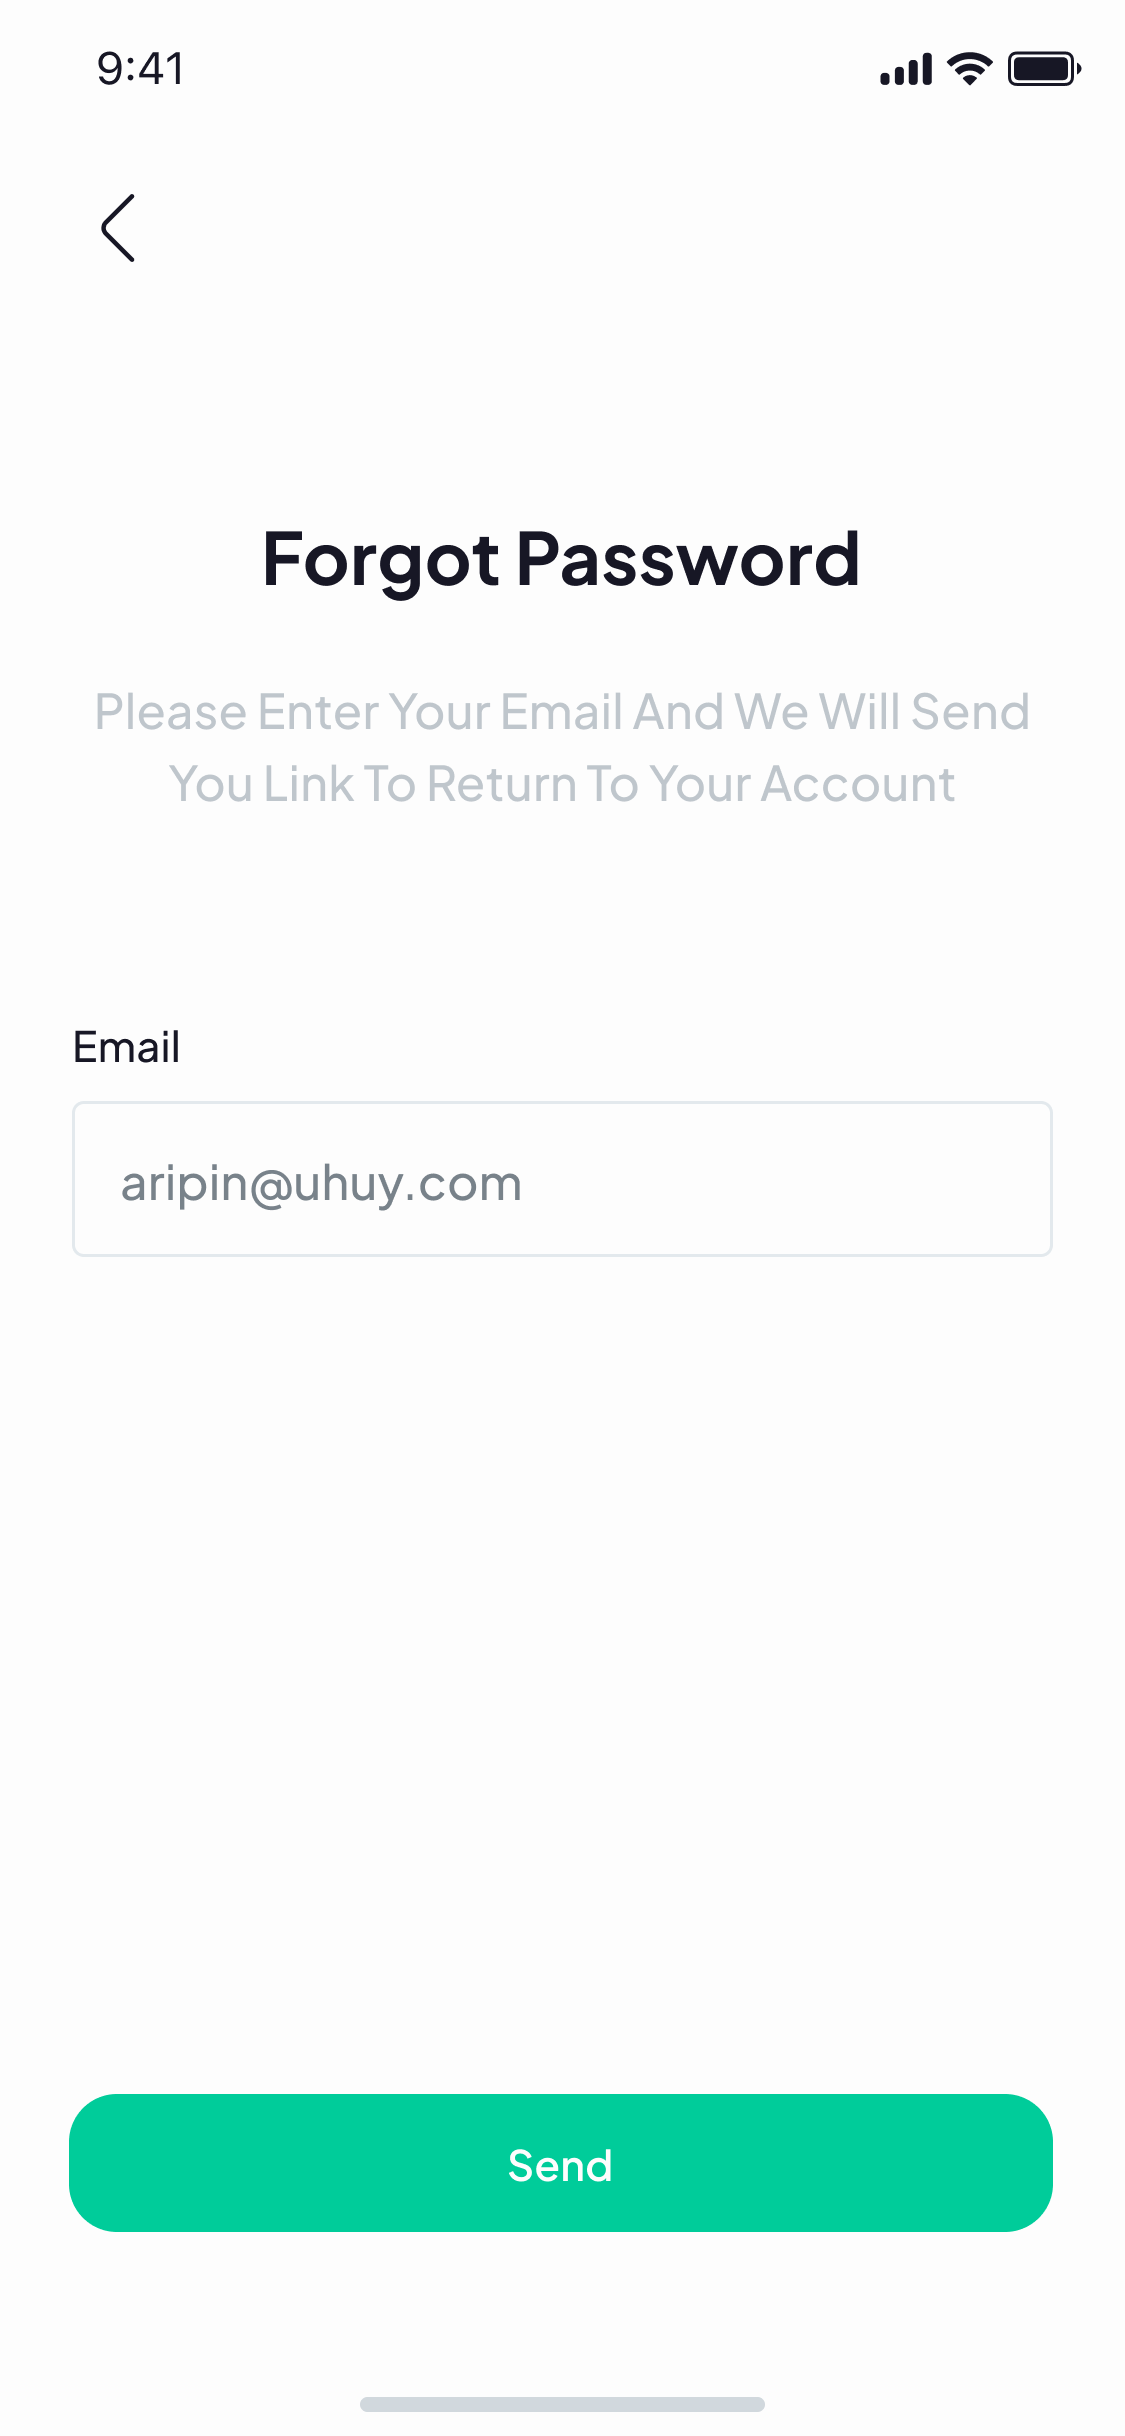 9:41
Forgot Password
Please Enter Your Email And We Will Send
You Link To Return To Your Account
Email
aripin@uhuy.com
Send